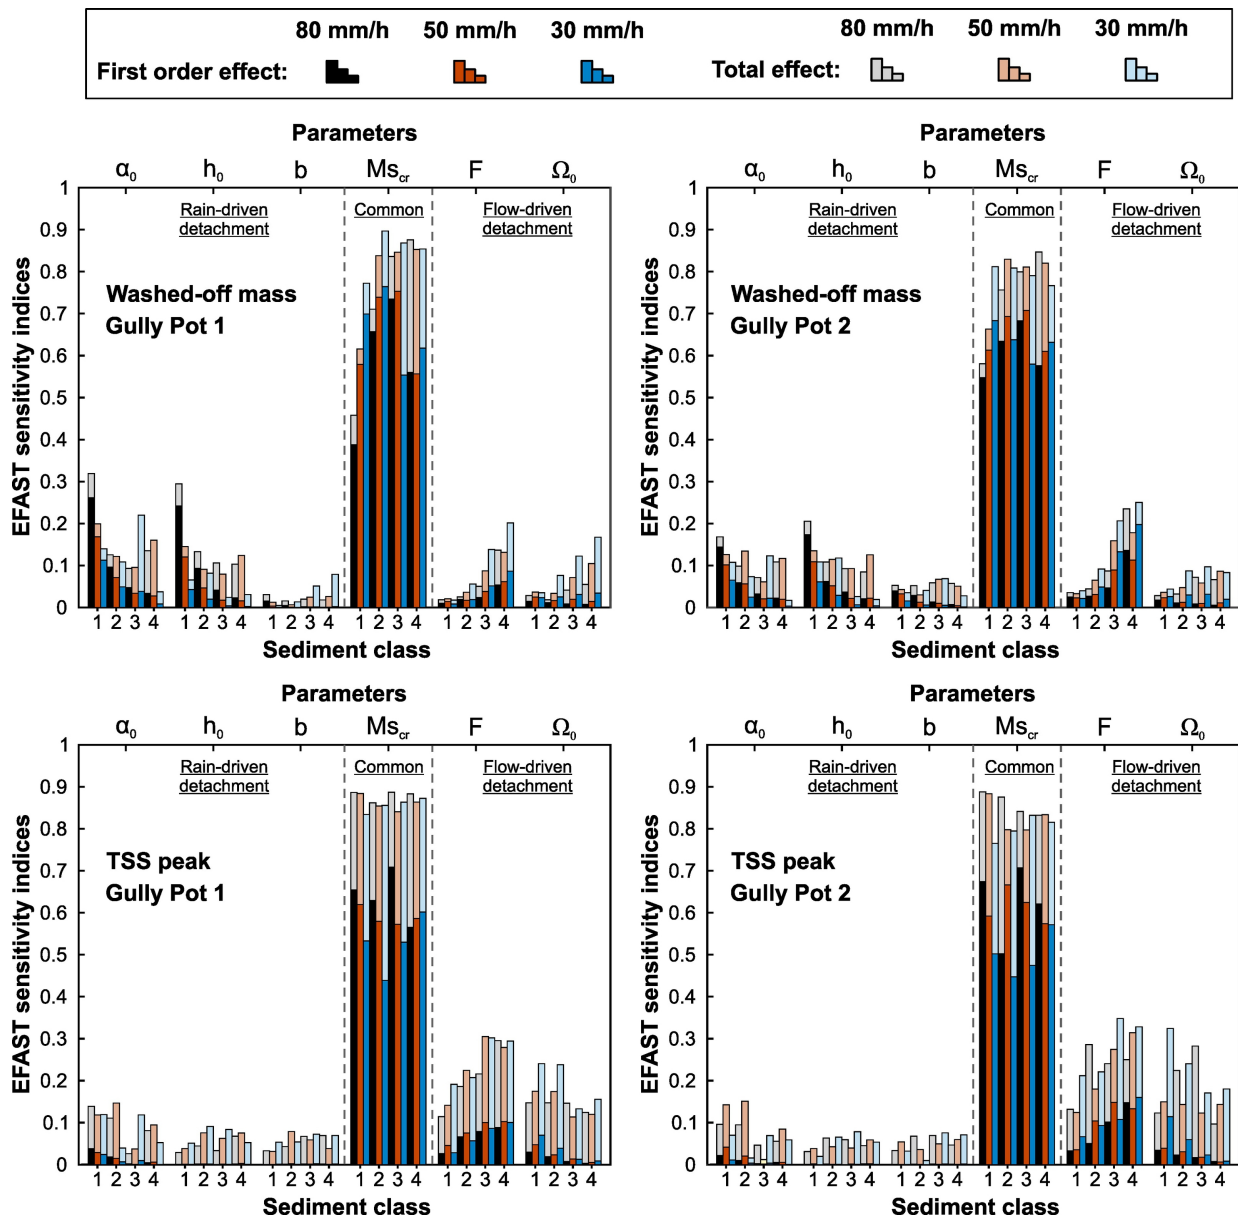 80 mm/h 50 mm/h 30 mm/h 80 mm/h 50 mm/h 30 mm/h
First order effect: Total effect:
Parameters
α₀ h₀ b Ms_cr F Ω₀
1
0.9
0.8
0.7
0.6
0.5
0.4
0.3
0.2
0.1
0
EFAST sensitivity indices
Rain-driven detachment
Common
Flow-driven detachment
Washed-off mass
Gully Pot 1
1 2 3 4 1 2 3 4 1 2 3 4 1 2 3 4 1 2 3 4 1 2 3 4
Sediment class
Parameters
α₀ h₀ b Ms_cr F Ω₀
1
0.9
0.8
0.7
0.6
0.5
0.4
0.3
0.2
0.1
0
EFAST sensitivity indices
Rain-driven detachment
Common
Flow-driven detachment
Washed-off mass
Gully Pot 2
1 2 3 4 1 2 3 4 1 2 3 4 1 2 3 4 1 2 3 4 1 2 3 4
Sediment class
Parameters
α₀ h₀ b Ms_cr F Ω₀
1
0.9
0.8
0.7
0.6
0.5
0.4
0.3
0.2
0.1
0
EFAST sensitivity indices
Rain-driven detachment
Common
Flow-driven detachment
TSS peak
Gully Pot 1
1 2 3 4 1 2 3 4 1 2 3 4 1 2 3 4 1 2 3 4 1 2 3 4
Sediment class
Parameters
α₀ h₀ b Ms_cr F Ω₀
1
0.9
0.8
0.7
0.6
0.5
0.4
0.3
0.2
0.1
0
EFAST sensitivity indices
Rain-driven detachment
Common
Flow-driven detachment
TSS peak
Gully Pot 2
1 2 3 4 1 2 3 4 1 2 3 4 1 2 3 4 1 2 3 4 1 2 3 4
Sediment class